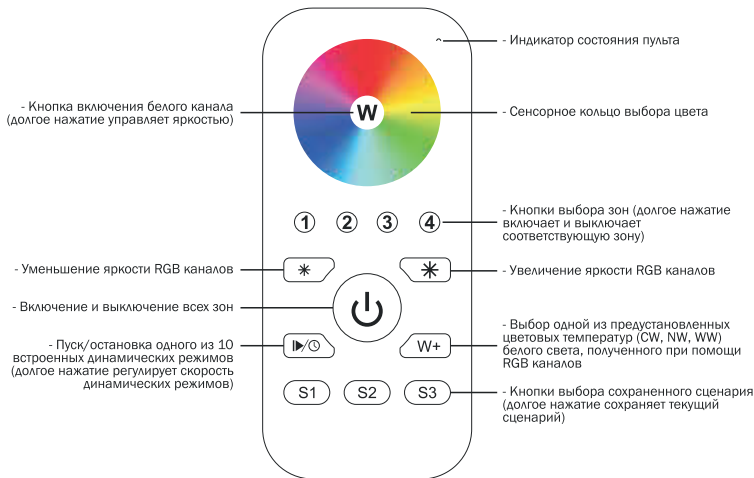 - Индикатор состояния пульта
- Кнопка включения белого канала
(долгое нажатие управляет яркостью)
W
- Сенсорное кольцо выбора цвета
1 2 3 4
- Кнопки выбора зон (долгое нажатие
включает и выключает
соответствующую зону)
- Уменьшение яркости RGB каналов
- Увеличение яркости RGB каналов
- Включение и выключение всех зон
- Пуск/остановка одного из 10
встроенных динамических режимов
(долгое нажатие регулирует скорость
динамических режимов)
W+
- Выбор одной из предустановленных
цветовых температур (CW, NW, WW)
белого света, полученного при помощи
RGB каналов
S1 S2 S3
- Кнопки выбора сохраненного сценария
(долгое нажатие сохраняет текущий
сценарий)